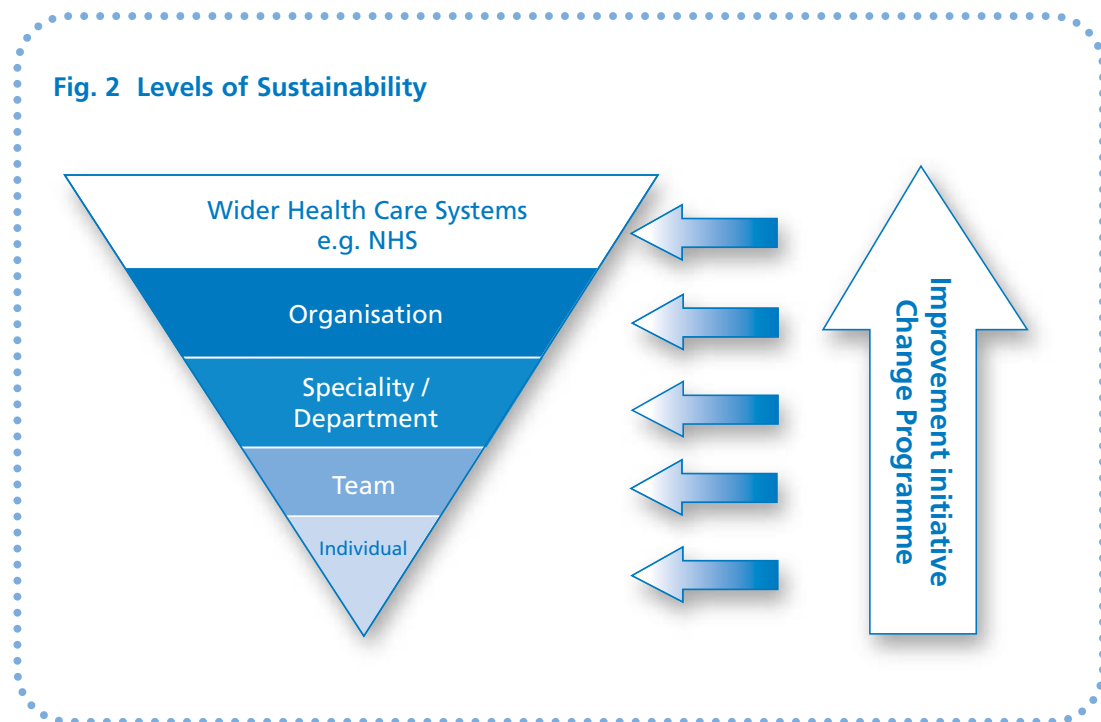 Fig. 2 Levels of Sustainability
Wider Health Care Systems
e.g. NHS
Organisation
Speciality /
Department
Team
Individual
Improvement initiative
Change Programme